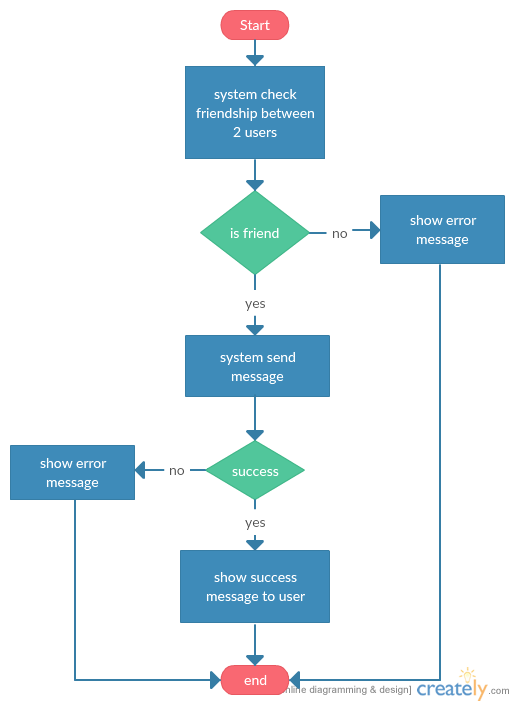 Start
system check
friendship between
2 users
is friend
no
show error
message
yes
system send
message
success
no
show error
message
yes
show success
message to user
end
diagramming & design]
creately.com